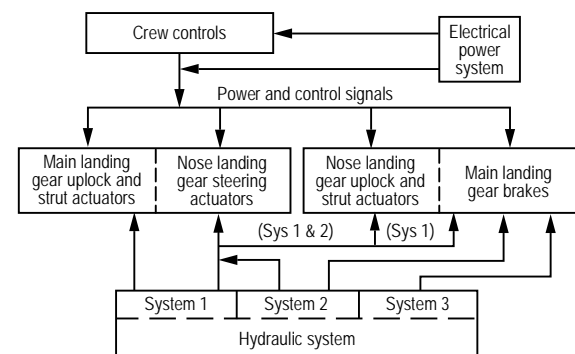 Crew controls
Electrical
power
system
Power and control signals
Main landing
gear uplock and
strut actuators
Nose landing
gear steering
actuators
Nose landing
gear uplock and
strut actuators
Main landing
gear brakes
(Sys 1 & 2)
(Sys 1)
System 1
System 2
System 3
Hydraulic system